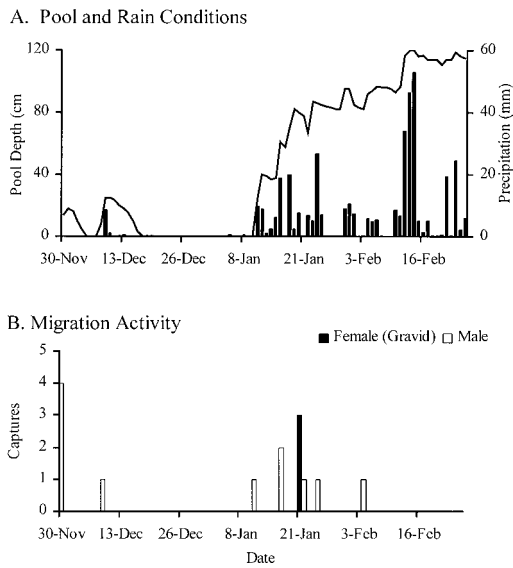 A. Pool and Rain Conditions
120
80
40
0
Pool Depth (cm
60
40
20
0
Precipitation (mm)
30-Nov 13-Dec 26-Dec 8-Jan 21-Jan 3-Feb 16-Feb
B. Migration Activity
Female (Gravid) Male
5
4
3
2
1
0
Captures
30-Nov 13-Dec 26-Dec 8-Jan 21-Jan 3-Feb 16-Feb
Date